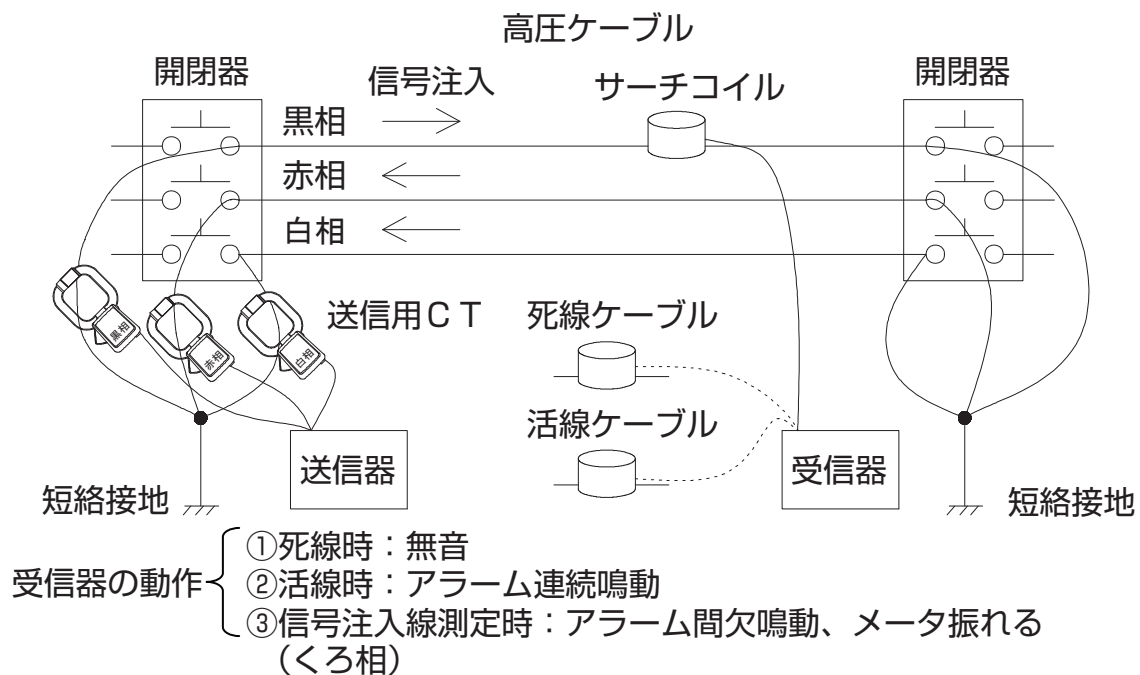 高圧ケーブル
開閉器
信号注入
サーチコイル
開閉器
黒相
赤相
白相
黒相
赤相
白相
送信用ＣＴ
死線ケーブル
活線ケーブル
送信器
受信器
短絡接地
短絡接地
受信器の動作
①死線時：無音
②活線時：アラーム連続鳴動
③信号注入線測定時：アラーム間欠鳴動、メータ振れる
（くろ相）